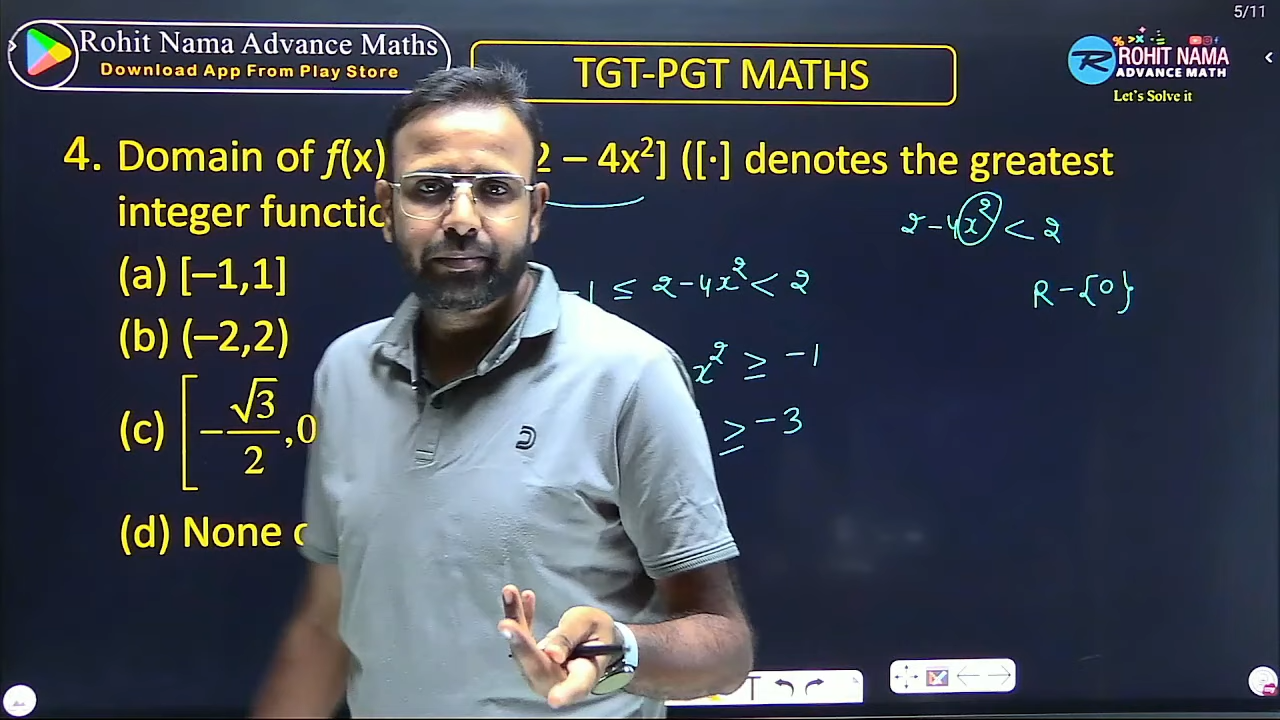 5/11
Rohit Nama Advance Maths
Download App From Play Store
TGT-PGT MATHS
ROHIT NAMA
ADVANCE MATH
Let's Solve it
4. Domain of f(x) 2 – 4x²] ([·] denotes the greatest
integer
2-4x² < 2
(a) [–1,1]
1 ≤ 2-4x² < 2
R-{0}
(b) (–2,2)
x² ≥ -1
(c) [-√3/2,0
≥ -3
(d) None
T